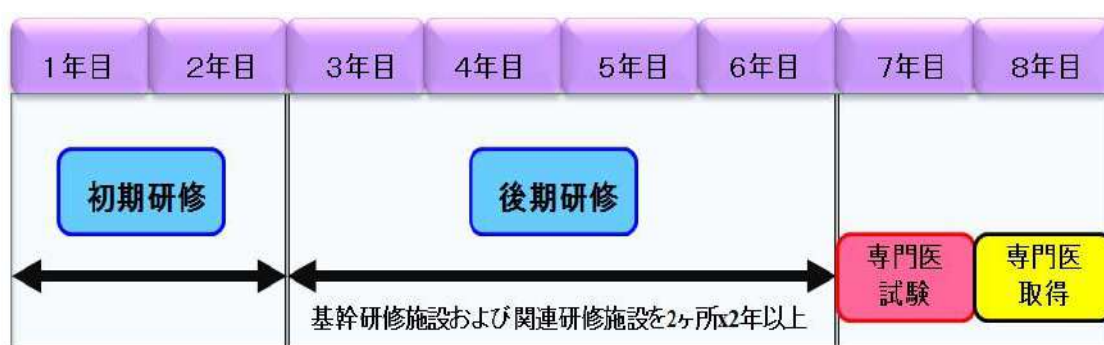 1年目 2年目 3年目 4年目 5年目 6年目 7年目 8年目
初期研修 後期研修
専門医 専門医
試験 取得
基幹研修施設および関連研修施設を2ヶ所x2年以上